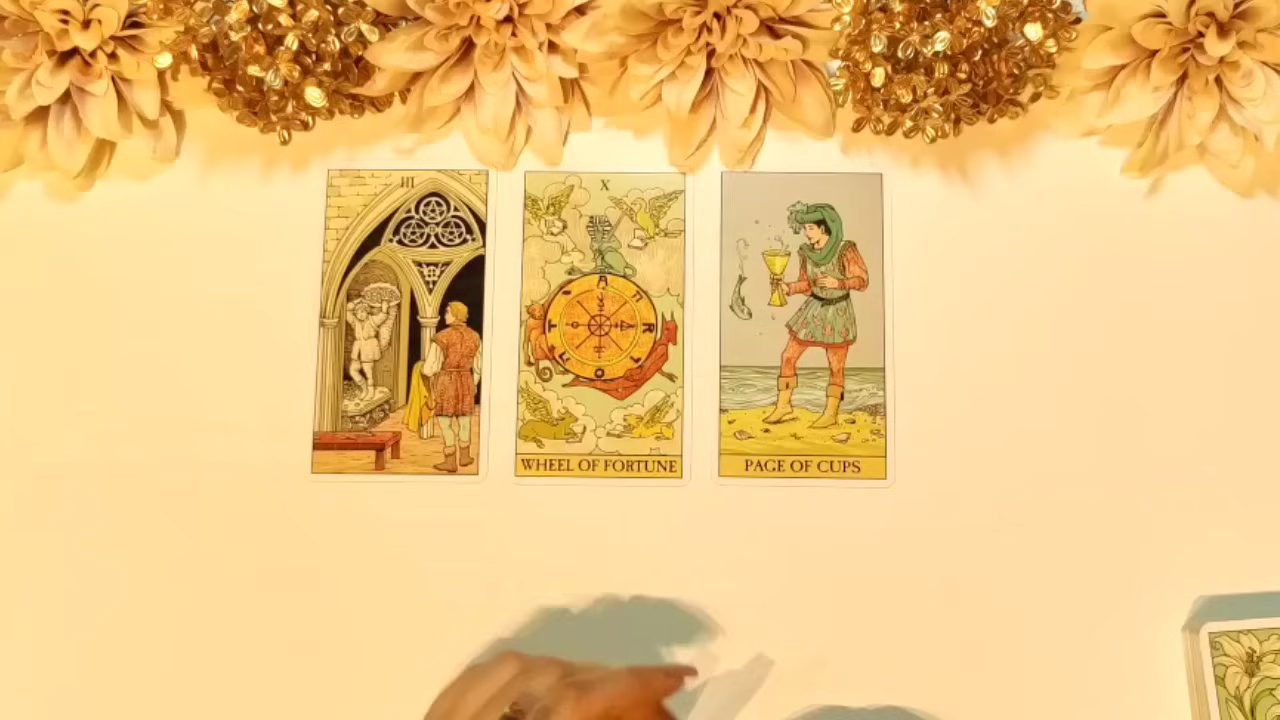 III
X
T A R O
WHEEL OF FORTUNE
PAGE OF CUPS